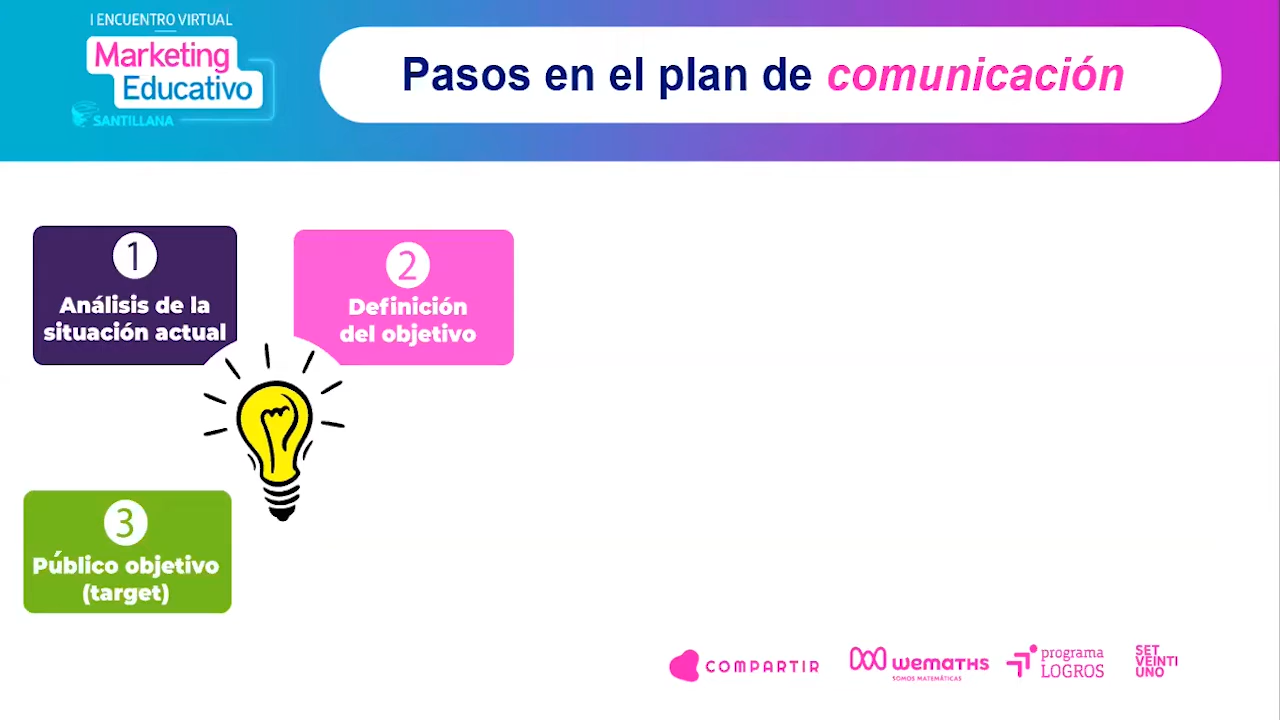 I ENCUENTRO VIRTUAL
Marketing
Educativo
SANTILLANA
Pasos en el plan de comunicación
1
Análisis de la
situación actual
2
Definición
del objetivo
3
Público objetivo
(target)
COMPARTIR
wemaths
SOMOS MATEMÁTICAS
programa
LOGROS
SET
VEINTI
UNO